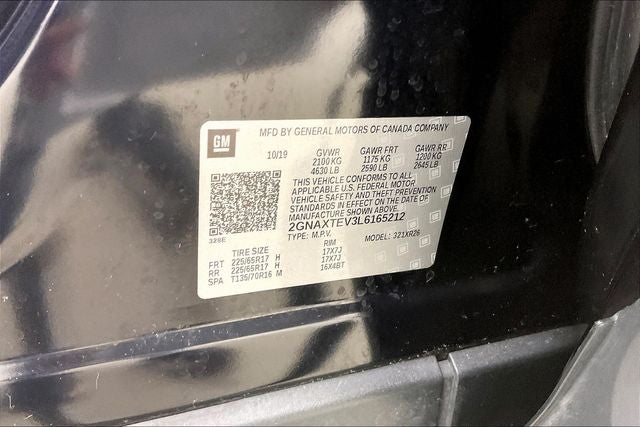 GM
MFD BY GENERAL MOTORS OF CANADA COMPANY
10/19 GVWR GAWR FRT GAWR RR
2100 KG 1175 KG 1200 KG
4630 LB 2590 LB 2645 LB
THIS VEHICLE CONFORMS TO ALL
APPLICABLE U.S. FEDERAL MOTOR
VEHICLE SAFETY AND THEFT PREVENTION
STANDARDS IN EFFECT ON THE DATE OF
MANUFACTURE SHOWN ABOVE.
2GNAXTEV3L6165212
328E TYPE: M.P.V. MODEL: 321XR26
TIRE SIZE RIM
FRT 225/65R17 H 17X7J
RR 225/65R17 H 17X7J
SPA T135/70R16 M 16X4BT